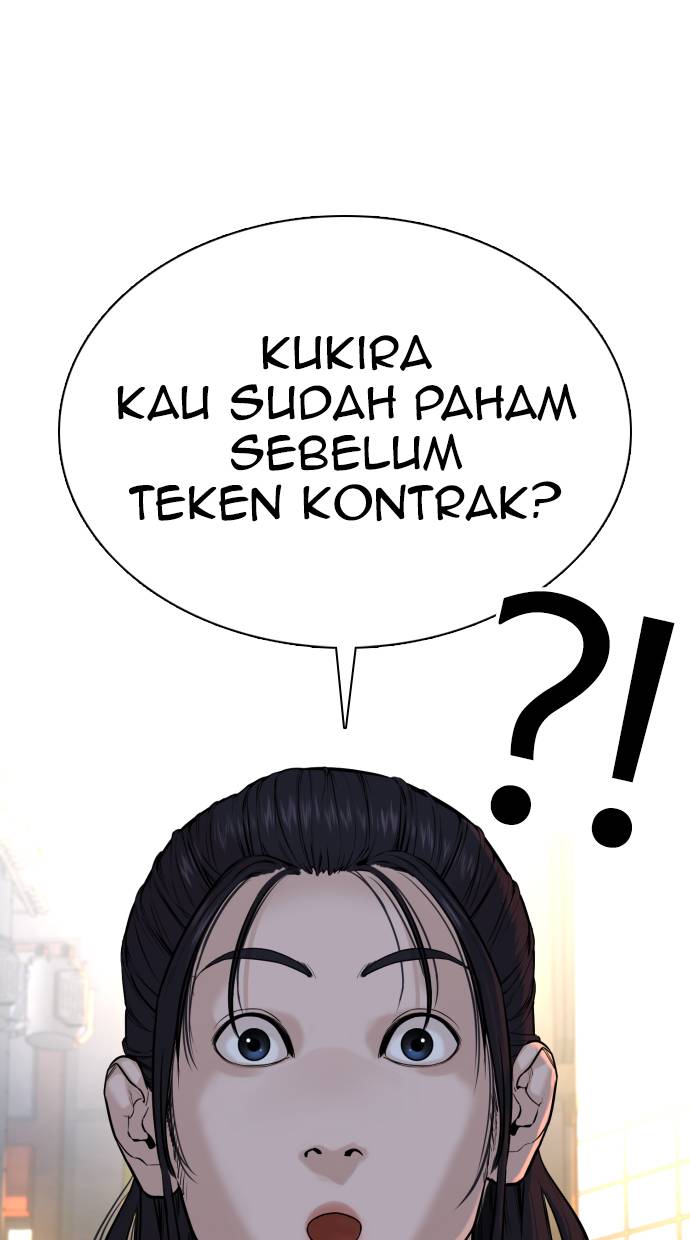 KUKIRA
KAU SUDAH PAHAM
SEBELUM
TEKEN KONTRAK?
?!